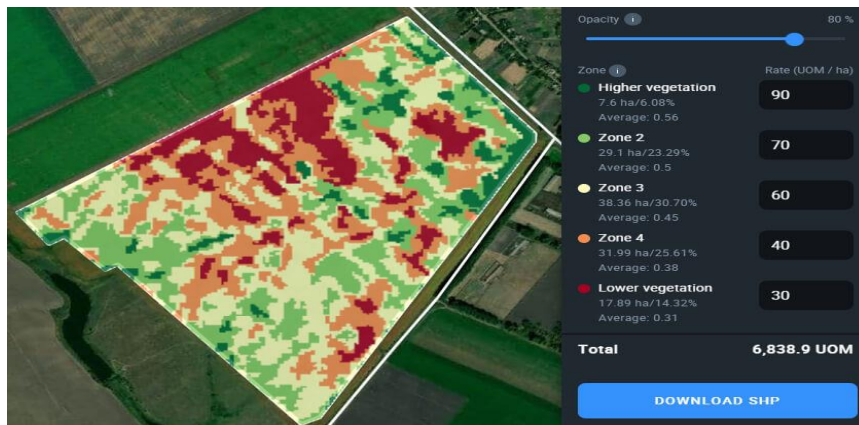 Opacity i 80 %
Zone i Rate (UOM / ha)
Higher vegetation
7.6 ha/6.08%
Average: 0.56
90
Zone 2
29.1 ha/23.29%
Average: 0.5
70
Zone 3
38.36 ha/30.70%
Average: 0.45
60
Zone 4
31.99 ha/25.61%
Average: 0.38
40
Lower vegetation
17.89 ha/14.32%
Average: 0.31
30
Total 6,838.9 UOM
DOWNLOAD SHP